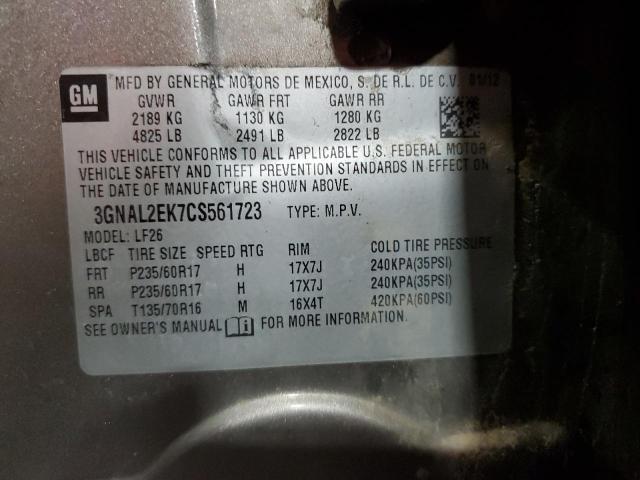 GM
MFD BY GENERAL MOTORS DE MEXICO, S. DE R.L. DE C.V. 01/12
GVWR GAWR FRT GAWR RR
2189 KG 1130 KG 1280 KG
4825 LB 2491 LB 2822 LB
THIS VEHICLE CONFORMS TO ALL APPLICABLE U.S. FEDERAL MOTOR
VEHICLE SAFETY AND THEFT PREVENTION STANDARDS IN EFFECT ON
THE DATE OF MANUFACTURE SHOWN ABOVE.
3GNAL2EK7CS561723 TYPE: M.P.V.
MODEL: LF26
LBCF TIRE SIZE SPEED RTG RIM COLD TIRE PRESSURE
FRT P235/60R17 H 17X7J 240KPA(35PSI)
RR P235/60R17 H 17X7J 240KPA(35PSI)
SPA T135/70R16 M 16X4T 420KPA(60PSI)
SEE OWNER'S MANUAL FOR MORE INFORMATION.